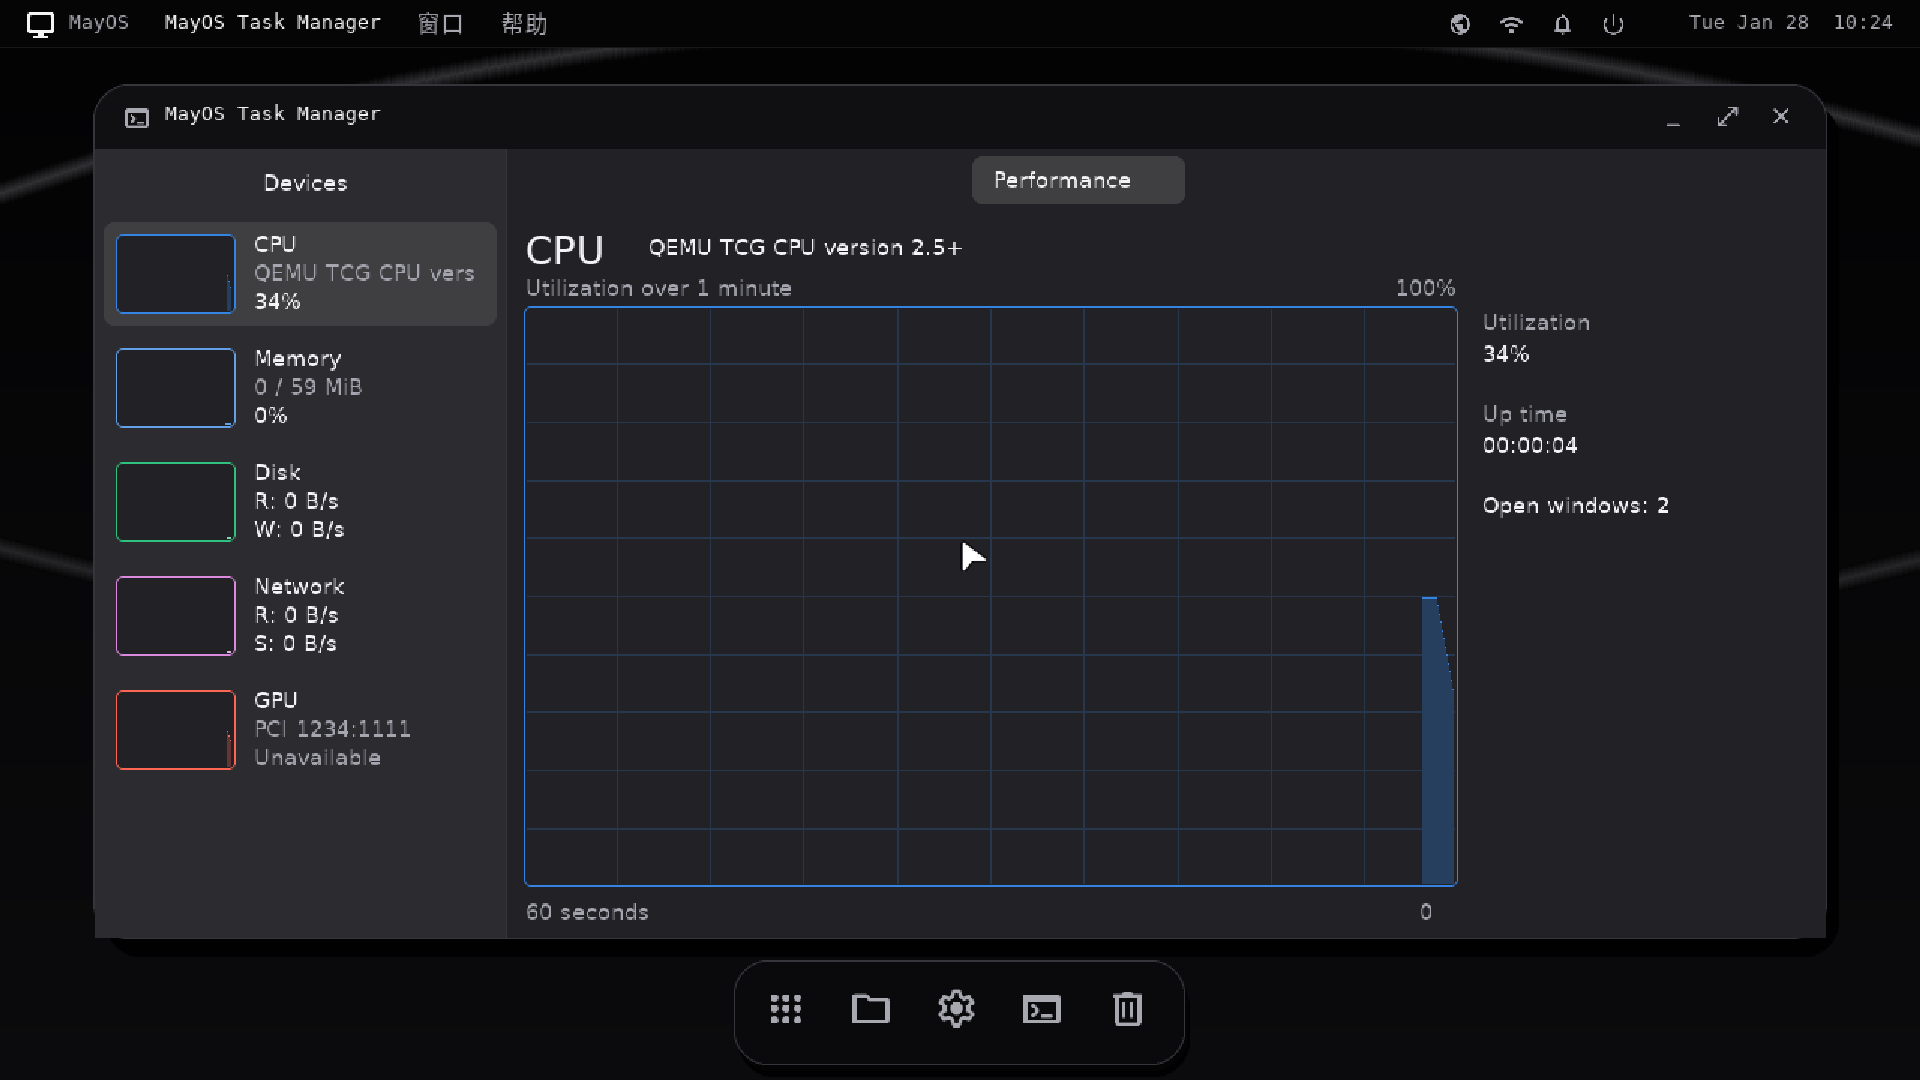 MayOS MayOS Task Manager 窗口 帮助 Tue Jan 28 10:24
MayOS Task Manager
Devices
Performance
CPU
QEMU TCG CPU vers
34%
Memory
0 / 59 MiB
0%
Disk
R: 0 B/s
W: 0 B/s
Network
R: 0 B/s
S: 0 B/s
GPU
PCI 1234:1111
Unavailable
CPU QEMU TCG CPU version 2.5+
Utilization over 1 minute 100%
60 seconds 0
Utilization
34%
Up time
00:00:04
Open windows: 2